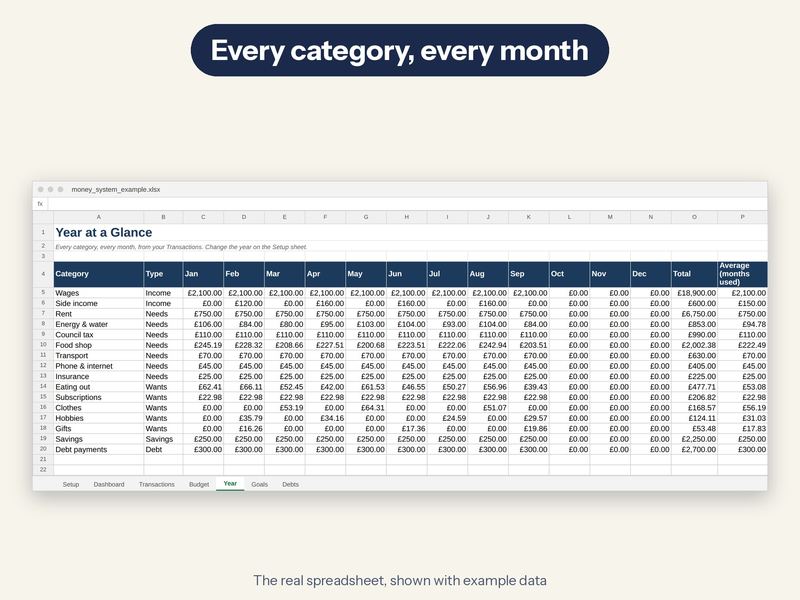 Every category, every month
money_system_example.xlsx
fx
A B C D E F G H I J K L M N O P
1 Year at a Glance
2 Every category, every month, from your Transactions. Change the year on the Setup sheet.
3
4 Category Type Jan Feb Mar Apr May Jun Jul Aug Sep Oct Nov Dec Total Average (months used)
5 Wages Income £2,100.00 £2,100.00 £2,100.00 £2,100.00 £2,100.00 £2,100.00 £2,100.00 £2,100.00 £2,100.00 £0.00 £0.00 £0.00 £18,900.00 £2,100.00
6 Side income Income £0.00 £120.00 £0.00 £160.00 £0.00 £160.00 £0.00 £160.00 £0.00 £0.00 £0.00 £0.00 £600.00 £150.00
7 Rent Needs £750.00 £750.00 £750.00 £750.00 £750.00 £750.00 £750.00 £750.00 £750.00 £0.00 £0.00 £0.00 £6,750.00 £750.00
8 Energy & water Needs £106.00 £84.00 £80.00 £95.00 £103.00 £104.00 £93.00 £104.00 £84.00 £0.00 £0.00 £0.00 £853.00 £94.78
9 Council tax Needs £110.00 £110.00 £110.00 £110.00 £110.00 £110.00 £110.00 £110.00 £110.00 £0.00 £0.00 £0.00 £990.00 £110.00
10 Food shop Needs £245.19 £228.32 £208.66 £227.51 £200.68 £223.51 £222.06 £242.94 £203.51 £0.00 £0.00 £0.00 £2,002.38 £222.49
11 Transport Needs £70.00 £70.00 £70.00 £70.00 £70.00 £70.00 £70.00 £70.00 £70.00 £0.00 £0.00 £0.00 £630.00 £70.00
12 Phone & internet Needs £45.00 £45.00 £45.00 £45.00 £45.00 £45.00 £45.00 £45.00 £45.00 £0.00 £0.00 £0.00 £405.00 £45.00
13 Insurance Needs £25.00 £25.00 £25.00 £25.00 £25.00 £25.00 £25.00 £25.00 £25.00 £0.00 £0.00 £0.00 £225.00 £25.00
14 Eating out Wants £62.41 £66.11 £52.45 £42.00 £61.53 £46.55 £50.27 £56.96 £39.43 £0.00 £0.00 £0.00 £477.71 £53.08
15 Subscriptions Wants £22.98 £22.98 £22.98 £22.98 £22.98 £22.98 £22.98 £22.98 £22.98 £0.00 £0.00 £0.00 £206.82 £22.98
16 Clothes Wants £0.00 £0.00 £53.19 £0.00 £64.31 £0.00 £0.00 £51.07 £0.00 £0.00 £0.00 £0.00 £168.57 £56.19
17 Hobbies Wants £0.00 £35.79 £0.00 £34.16 £0.00 £0.00 £24.59 £0.00 £29.57 £0.00 £0.00 £0.00 £124.11 £31.03
18 Gifts Wants £0.00 £16.26 £0.00 £0.00 £0.00 £17.36 £0.00 £0.00 £19.86 £0.00 £0.00 £0.00 £53.48 £17.83
19 Savings Savings £250.00 £250.00 £250.00 £250.00 £250.00 £250.00 £250.00 £250.00 £250.00 £0.00 £0.00 £0.00 £2,250.00 £250.00
20 Debt payments Debt £300.00 £300.00 £300.00 £300.00 £300.00 £300.00 £300.00 £300.00 £300.00 £0.00 £0.00 £0.00 £2,700.00 £300.00
21
22
Setup Dashboard Transactions Budget Year Goals Debts
The real spreadsheet, shown with example data